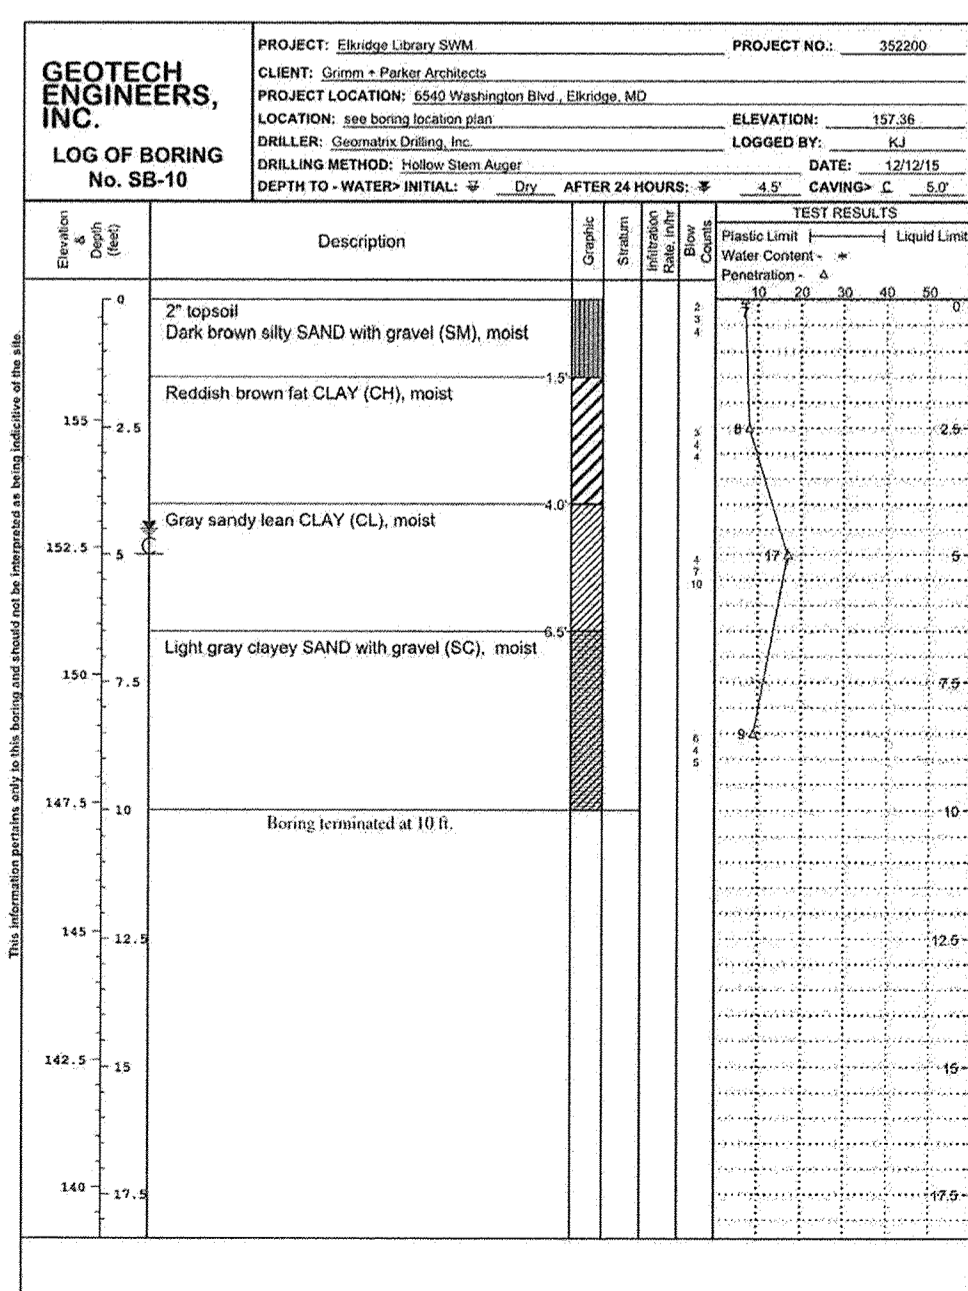 GEOTECH
ENGINEERS,
INC.
LOG OF BORING
No. SB-10
PROJECT: Elkridge Library SWM PROJECT NO.: 352200
CLIENT: Grimm + Parker Architects
PROJECT LOCATION: 6540 Washington Blvd., Elkridge, MD
LOCATION: see boring location plan ELEVATION: 157.36
DRILLER: Geomatrix Drilling, Inc. LOGGED BY: KJ
DRILLING METHOD: Hollow Stem Auger DATE: 12/12/15
DEPTH TO - WATER> INITIAL: Dry AFTER 24 HOURS: 4.5' CAVING> C 5.0'
Elevation
&
Depth
(feet)
Description
Graphic
Stratum
Infiltration
Rate, in/hr
Blow
Counts
TEST RESULTS
Plastic Limit Liquid Limit
Water Content -
Penetration -
10 20 30 40 50
0 2" topsoil 2 7 0
Dark brown silty SAND with gravel (SM), moist 3
4
1.5'
Reddish brown fat CLAY (CH), moist
155 2.5 3 8 2.5
4
4
4.0'
Gray sandy lean CLAY (CL), moist
152.5 C 5 4 17 5
7
10
6.5'
Light gray clayey SAND with gravel (SC), moist
150 7.5 7.5
6 9
4
5
147.5 10 10
Boring terminated at 10 ft.
145 12.5 12.5
142.5 15 15
140 17.5 17.5
This information pertains only to this boring and should not be interpreted as being indicitive of the site.